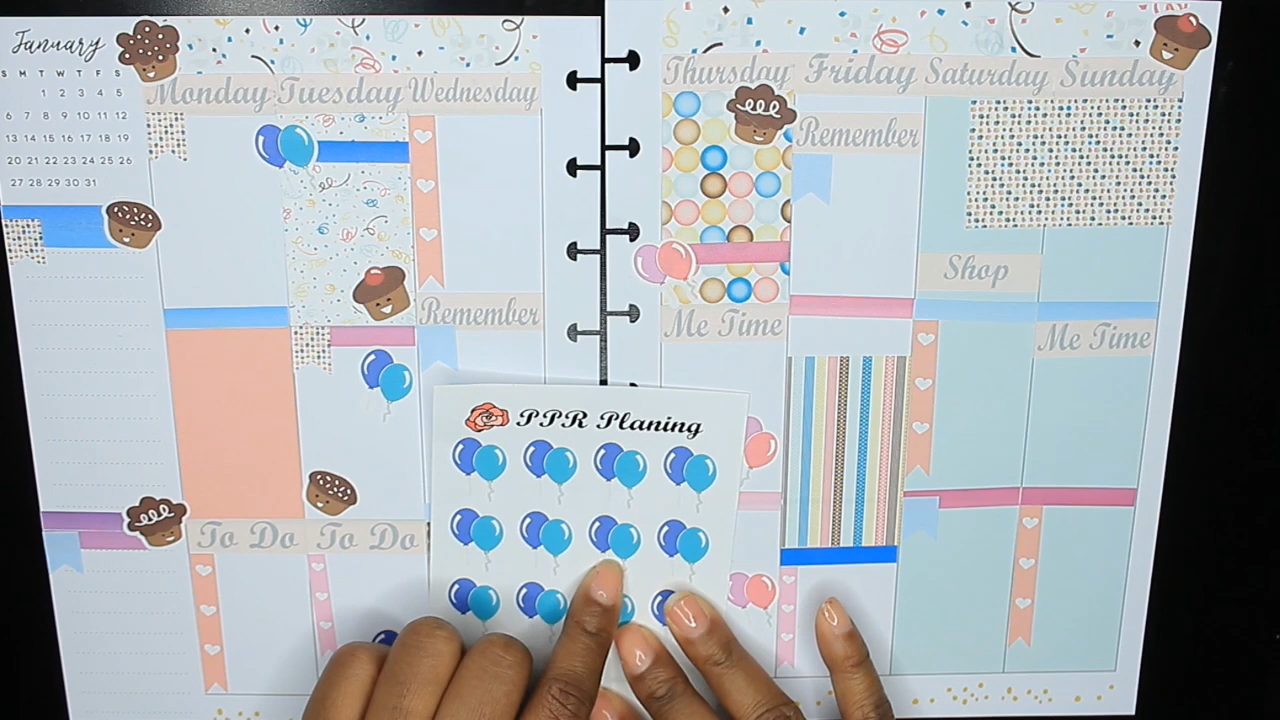 January
S M T W T F S
1 2 3 4 5
6 7 8 9 10 11 12
13 14 15 16 17 18 19
20 21 22 23 24 25 26
27 28 29 30 31
Monday Tuesday Wednesday
Remember
To Do To Do
Thursday Friday Saturday Sunday
Remember
Shop
Me Time
Me Time
PPR Planing